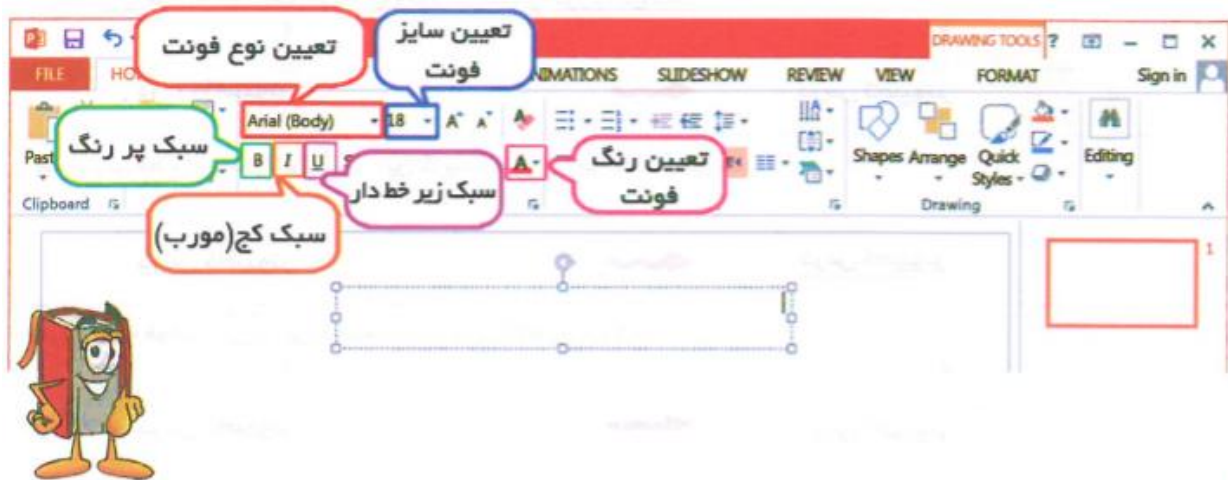 DRAWING TOOLS ?
FILE HO NIMATIONS SLIDESHOW REVIEW VIEW FORMAT Sign in
تعیین نوع فونت
تعیین سایز
فونت
Arial (Body) 18 A A
سبک پر رنگ
Past
B I U S
A
سبک زیر خط دار
تعیین رنگ
فونت
سبک کج(مورب)
Shapes Arrange Quick
Styles
Editing
Clipboard
Drawing
1